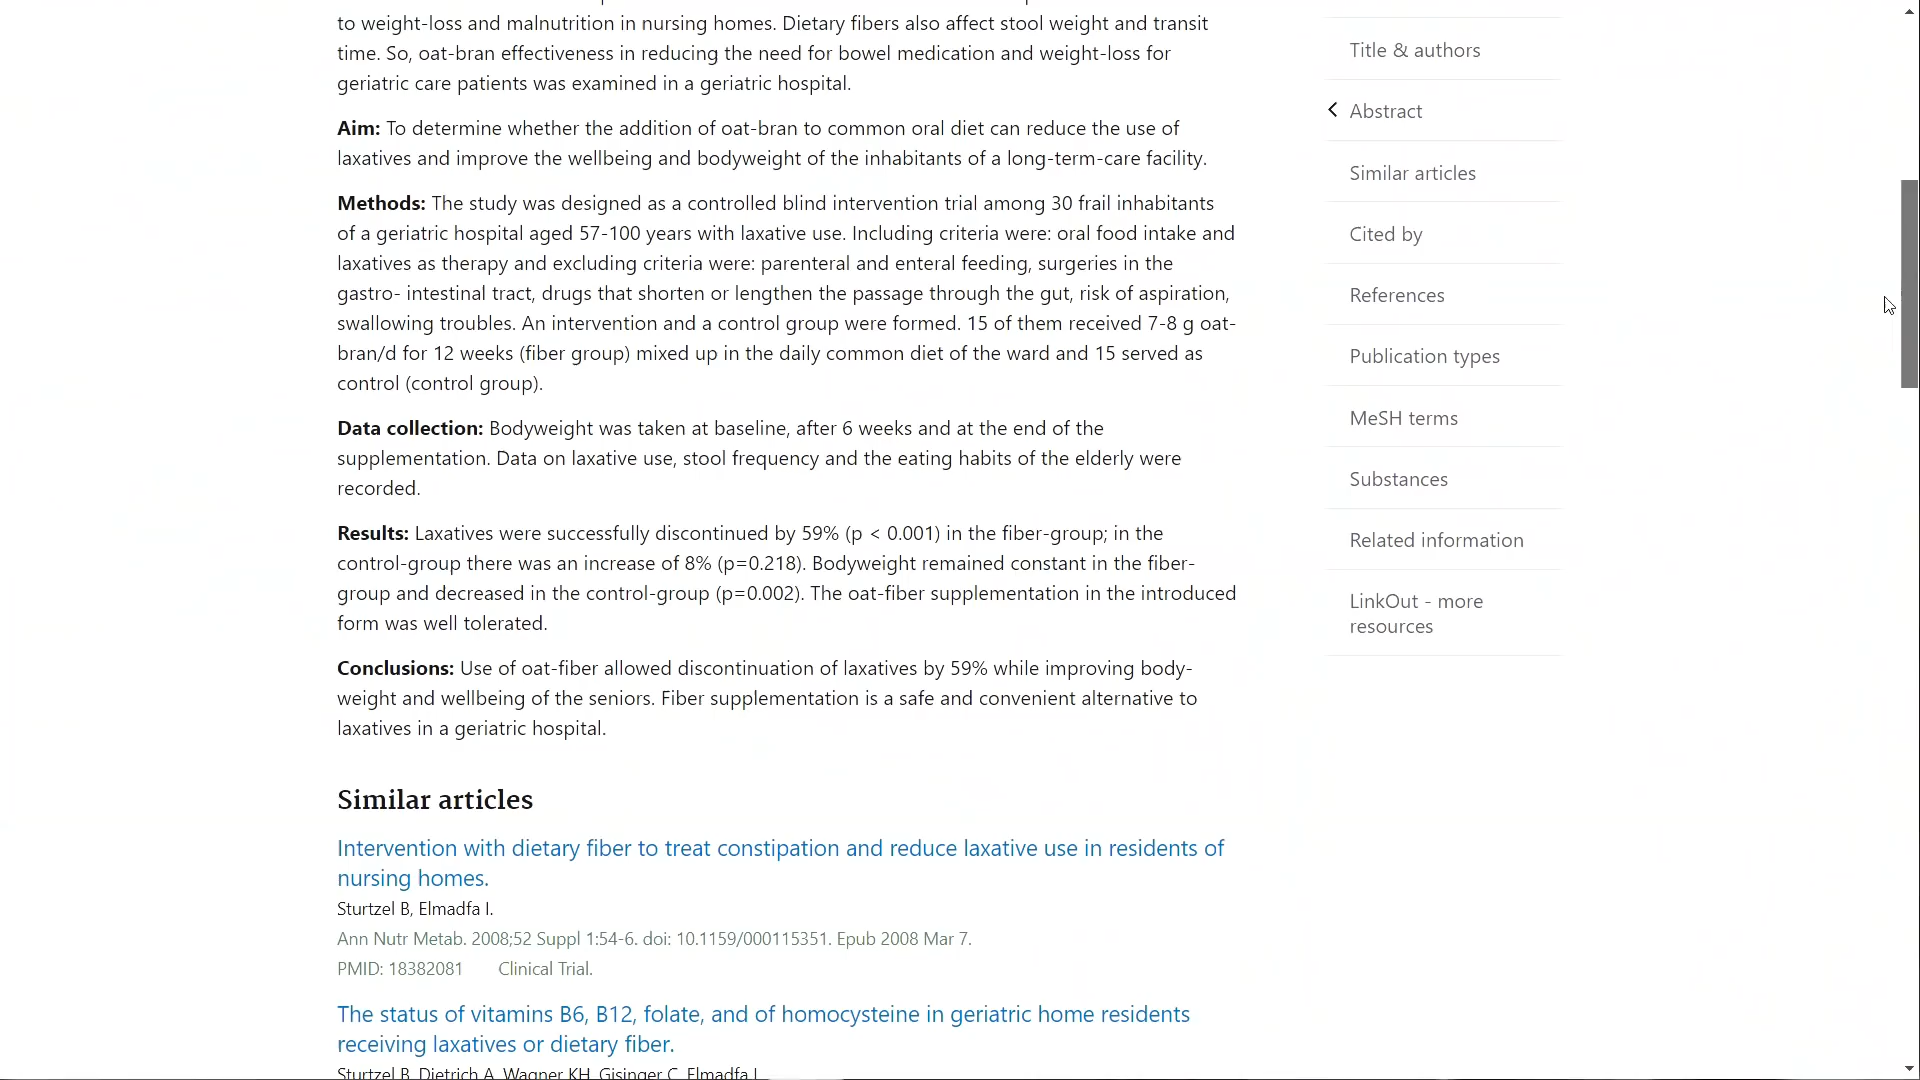 to weight-loss and malnutrition in nursing homes. Dietary fibers also affect stool weight and transit
time. So, oat-bran effectiveness in reducing the need for bowel medication and weight-loss for
geriatric care patients was examined in a geriatric hospital.
Aim: To determine whether the addition of oat-bran to common oral diet can reduce the use of
laxatives and improve the wellbeing and bodyweight of the inhabitants of a long-term-care facility.
Methods: The study was designed as a controlled blind intervention trial among 30 frail inhabitants
of a geriatric hospital aged 57-100 years with laxative use. Including criteria were: oral food intake and
laxatives as therapy and excluding criteria were: parenteral and enteral feeding, surgeries in the
gastro- intestinal tract, drugs that shorten or lengthen the passage through the gut, risk of aspiration,
swallowing troubles. An intervention and a control group were formed. 15 of them received 7-8 g oat-
bran/d for 12 weeks (fiber group) mixed up in the daily common diet of the ward and 15 served as
control (control group).
Data collection: Bodyweight was taken at baseline, after 6 weeks and at the end of the
supplementation. Data on laxative use, stool frequency and the eating habits of the elderly were
recorded.
Results: Laxatives were successfully discontinued by 59% (p < 0.001) in the fiber-group; in the
control-group there was an increase of 8% (p=0.218). Bodyweight remained constant in the fiber-
group and decreased in the control-group (p=0.002). The oat-fiber supplementation in the introduced
form was well tolerated.
Conclusions: Use of oat-fiber allowed discontinuation of laxatives by 59% while improving body-
weight and wellbeing of the seniors. Fiber supplementation is a safe and convenient alternative to
laxatives in a geriatric hospital.
Similar articles
Intervention with dietary fiber to treat constipation and reduce laxative use in residents of
nursing homes.
Sturtzel B, Elmadfa I.
Ann Nutr Metab. 2008;52 Suppl 1:54-6. doi: 10.1159/000115351. Epub 2008 Mar 7.
PMID: 18382081 Clinical Trial.
The status of vitamins B6, B12, folate, and of homocysteine in geriatric home residents
receiving laxatives or dietary fiber.
Sturtzel B, Dietrich A, Wagner KH, Gisinger C, Elmadfa I.
Title & authors
Abstract
Similar articles
Cited by
References
Publication types
MeSH terms
Substances
Related information
LinkOut - more
resources